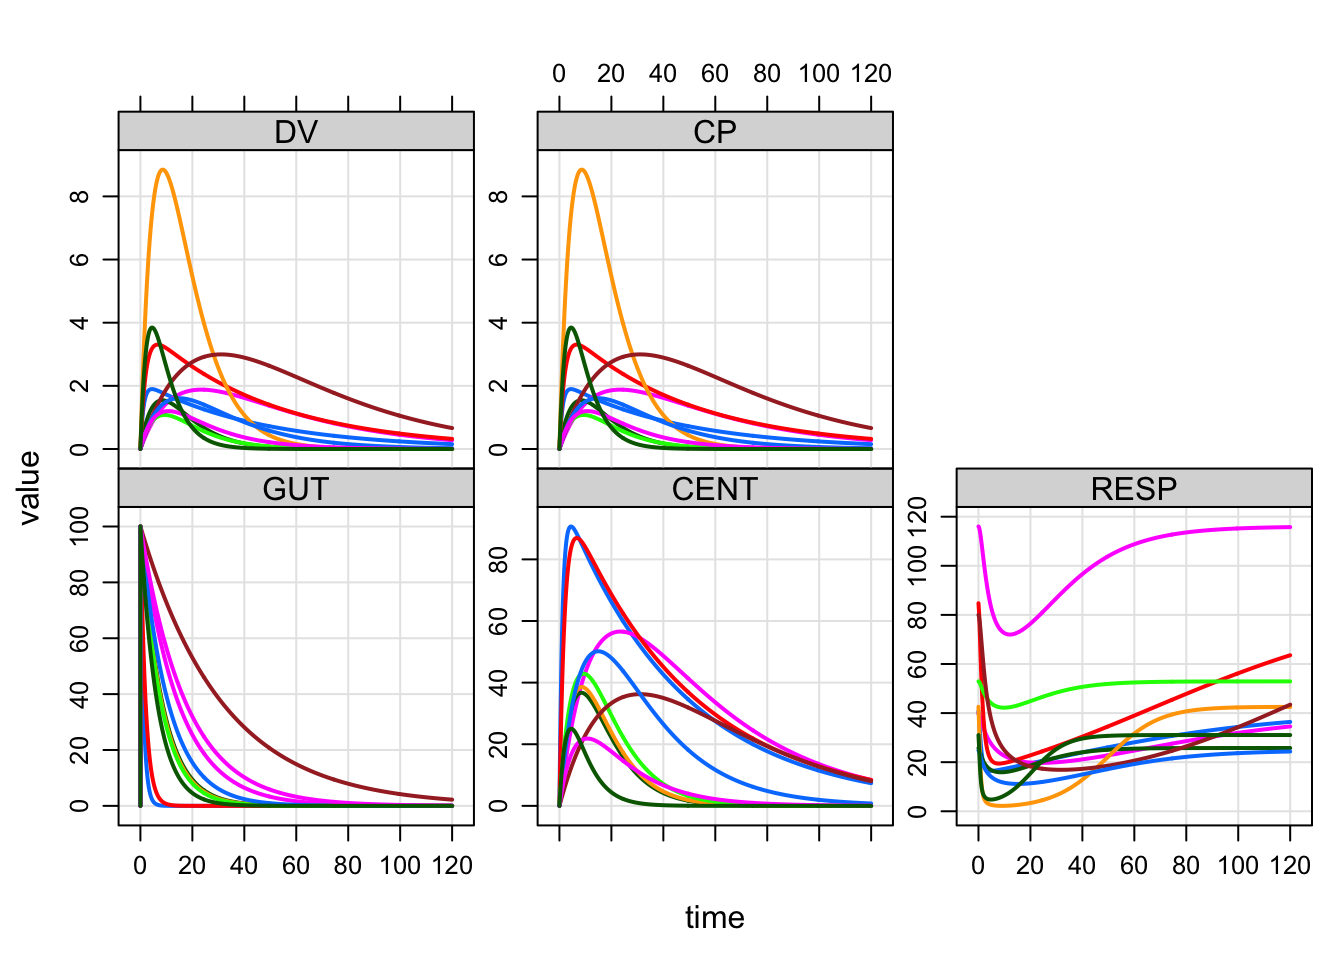 0 20 40 60 80 100 120
DV CP
8 8
6 6
4 4
2 2
0 0
value
GUT CENT RESP
100 80 60 40 20 0
80 60 40 20 0
120 100 80 60 40 20 0
0 20 40 60 80 100 120
0 20 40 60 80 100 120
time